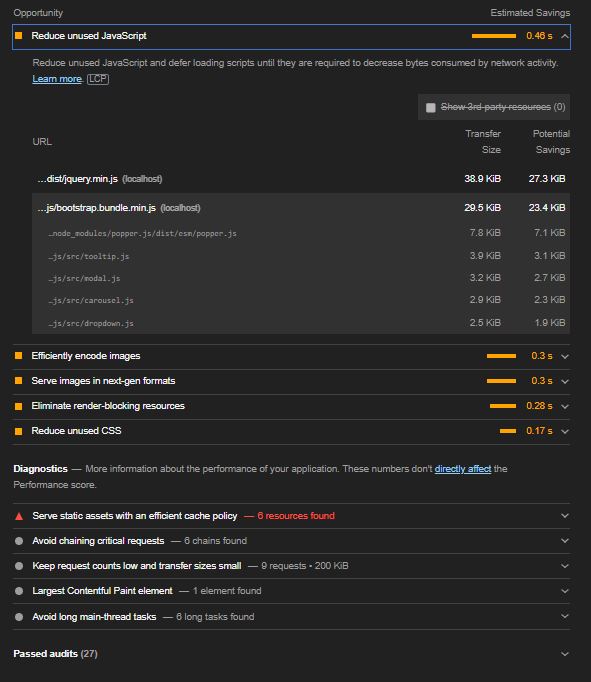 Opportunity Estimated Savings
Reduce unused JavaScript 0.46 s
Reduce unused JavaScript and defer loading scripts until they are required to decrease bytes consumed by network activity.
Learn more. LCP
Show 3rd-party resources (0)
URL Transfer Size Potential Savings
…dist/jquery.min.js (localhost) 38.9 KiB 27.3 KiB
…js/bootstrap.bundle.min.js (localhost) 29.5 KiB 23.4 KiB
…node_modules/popper.js/dist/esm/popper.js 7.8 KiB 7.1 KiB
…js/src/tooltip.js 3.9 KiB 3.1 KiB
…js/src/modal.js 3.2 KiB 2.7 KiB
…js/src/carousel.js 2.9 KiB 2.3 KiB
…js/src/dropdown.js 2.5 KiB 1.9 KiB
Efficiently encode images 0.3 s
Serve images in next-gen formats 0.3 s
Eliminate render-blocking resources 0.28 s
Reduce unused CSS 0.17 s
Diagnostics — More information about the performance of your application. These numbers don't directly affect the
Performance score.
Serve static assets with an efficient cache policy — 6 resources found
Avoid chaining critical requests — 6 chains found
Keep request counts low and transfer sizes small — 9 requests • 200 KiB
Largest Contentful Paint element — 1 element found
Avoid long main-thread tasks — 6 long tasks found
Passed audits (27)